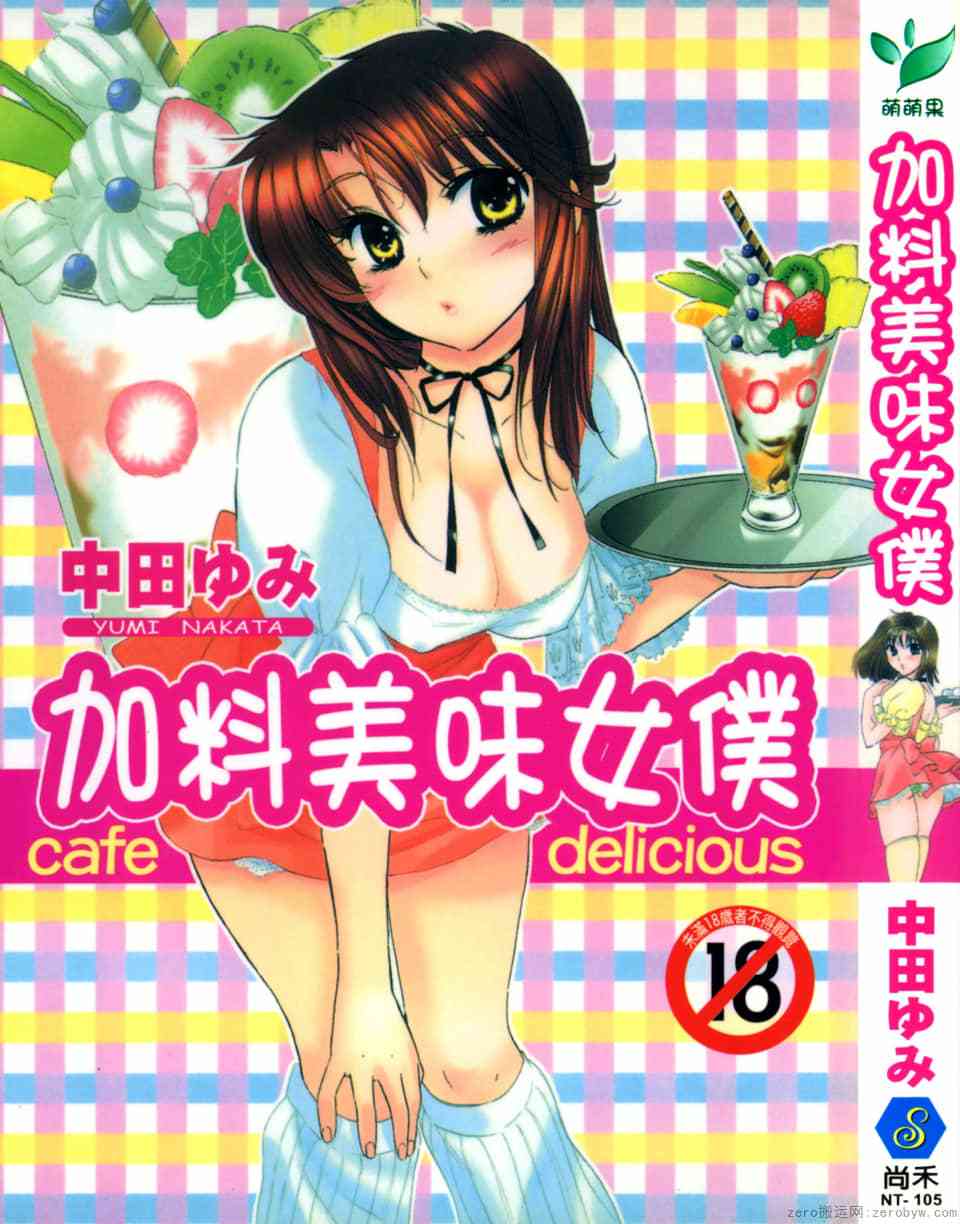 中田ゆみ
YUMI NAKATA
加料美味女僕
cafe delicious
未滿18歲者不得觀閱
18
萌萌果
加料美味女僕
中田ゆみ
S
尚禾
NT- 105
zero搬运网:zerobyw.com